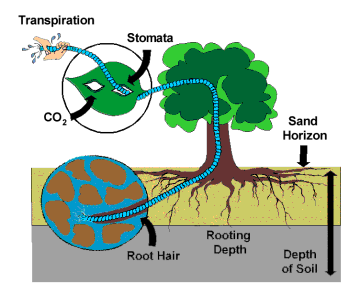 Transpiration
Stomata
CO₂
Sand
Horizon
Rooting
Depth
Root Hair
Depth
of Soil